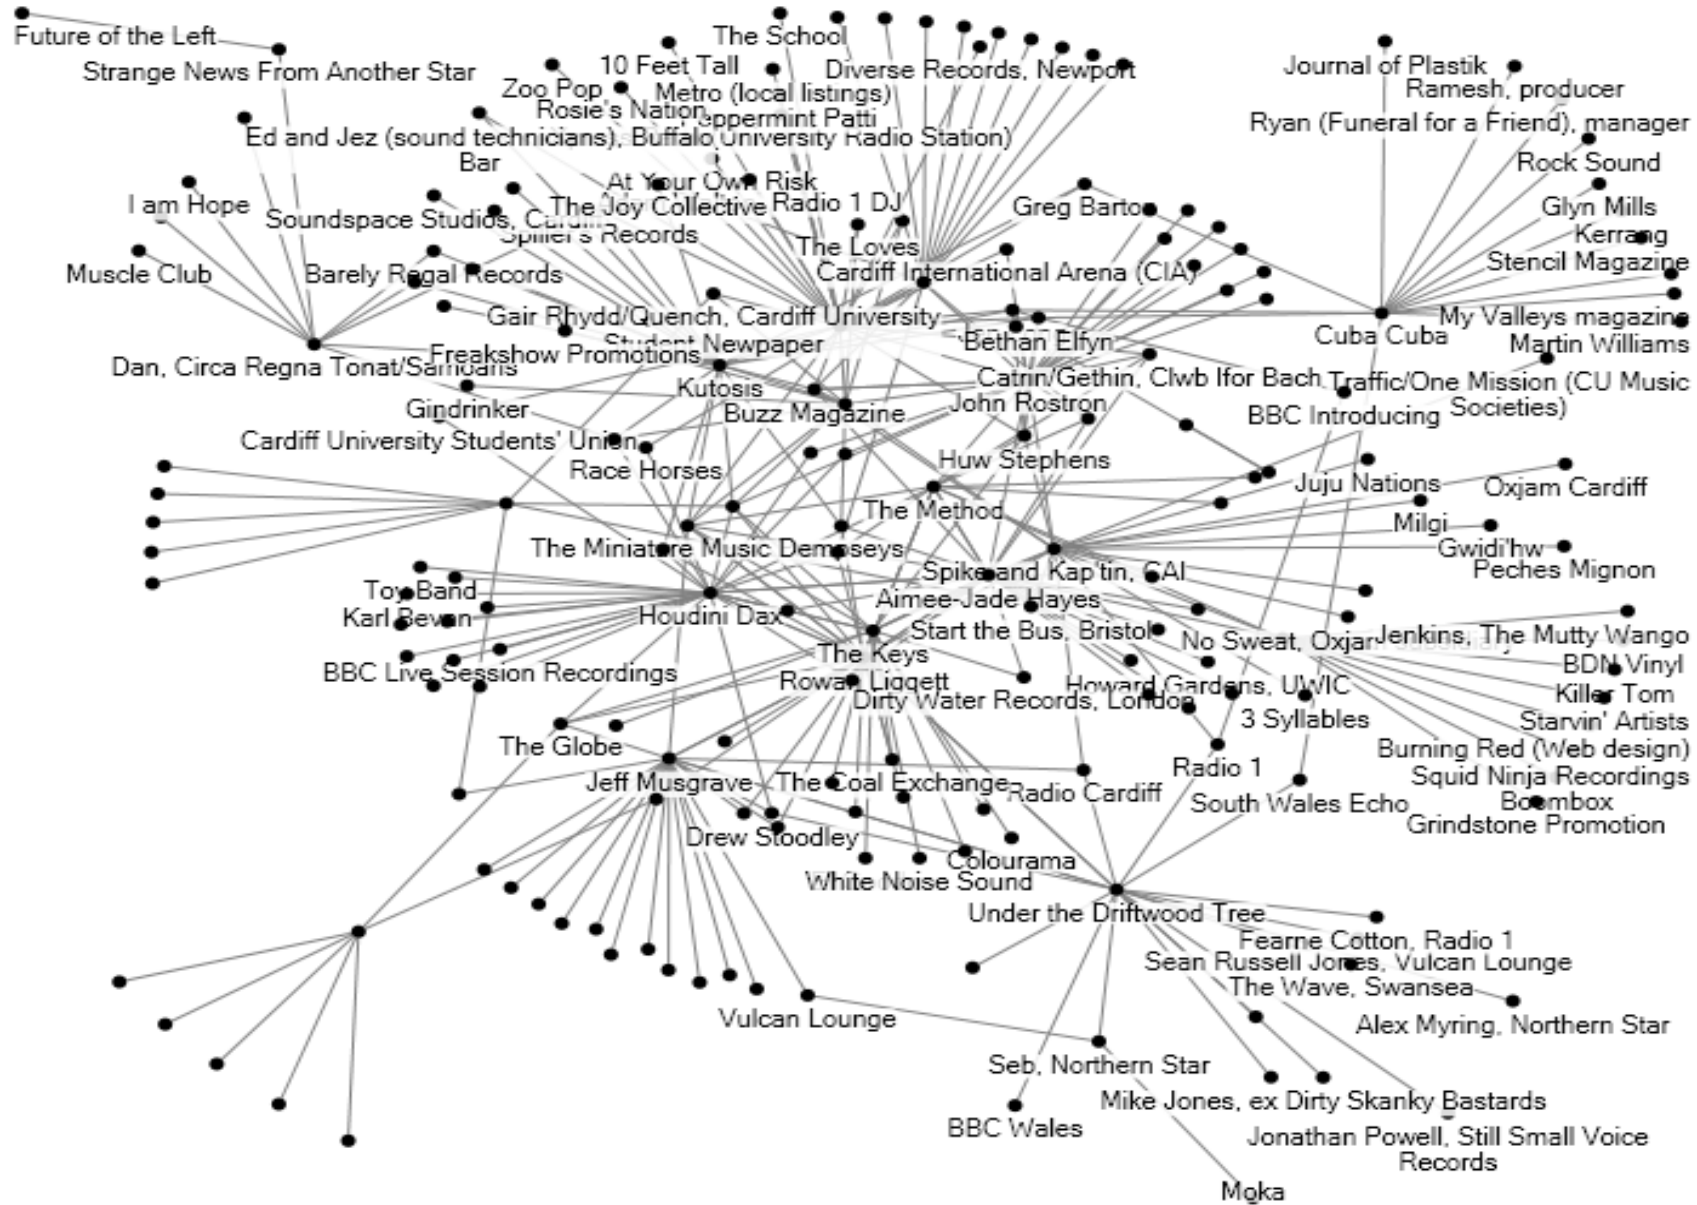 Future of the Left
The School
Strange News From Another Star
10 Feet Tall
Diverse Records, Newport
Journal of Plastik
Zoo Pop
Metro (local listings)
Ramesh, producer
Rosie's Nation
eppermint Patti
Ryan (Funeral for a Friend), manager
Ed and Jez (sound technicians), Buffalo
University Radio Station)
Bar
Rock Sound
At Your Own Risk
I am Hope
The Joy Collective
Radio 1 DJ
Greg Barto
Glyn Mills
Soundspace Studios, Cardiff
Spiller's Records
Kerrang
The Loves
Stencil Magazine
Muscle Club
Barely Regal Records
Cardiff International Arena (CIA)
Gair Rhydd/Quench, Cardiff University
Student Newspaper
My Valleys magazine
Bethan Elfyn
Cuba Cuba
Martin Williams
Freakshow Promotions
Dan, Circa Regna Tonat/Samoans
Kutosis
Catrin/Gethin, Clwb Ifor Bach
Traffic/One Mission (CU Music
Societies)
Gindrinker
Buzz Magazine
John Rostron
BBC Introducing
Cardiff University Students' Union
Race Horses
Huw Stephens
Juju Nations
Oxjam Cardiff
The Method
Milgi
The Miniature Music
Dempseys
Gwidi'hw
Spike and Kap'tin, CAI
Peches Mignon
Toy Band
Aimee-Jade Hayes
Karl Bevan
Houdini Dax
Start the Bus, Bristol
No Sweat, Oxjam subsidiary
Jenkins, The Mutty Wango
The Keys
BDN Vinyl
BBC Live Session Recordings
Rowan Liggett
Howard Gardens, UWIC
Killer Tom
Dirty Water Records, London
3 Syllables
Starvin' Artists
The Globe
Burning Red (Web design)
Radio 1
Jeff Musgrave
The Coal Exchange
Squid Ninja Recordings
Radio Cardiff
South Wales Echo
Boombox
Drew Stoodley
Grindstone Promotion
Colourama
White Noise Sound
Under the Driftwood Tree
Fearne Cotton, Radio 1
Sean Russell Jones, Vulcan Lounge
The Wave, Swansea
Vulcan Lounge
Alex Myring, Northern Star
Seb, Northern Star
Mike Jones, ex Dirty Skanky Bastards
BBC Wales
Jonathan Powell, Still Small Voice
Records
Moka